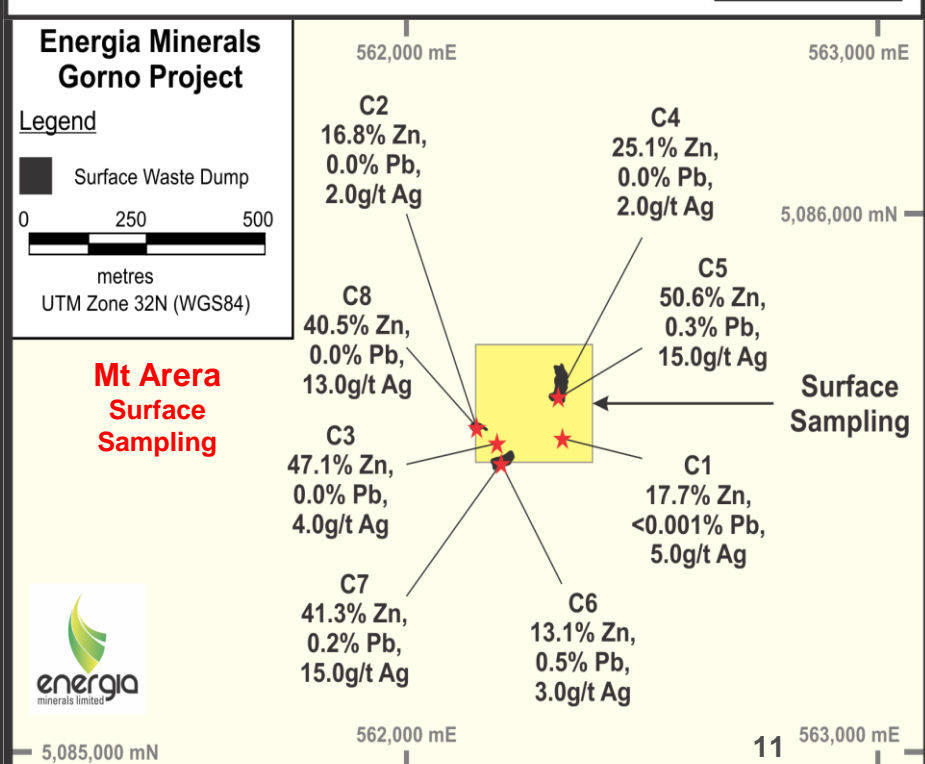 Energia Minerals
Gorno Project
Legend
Surface Waste Dump
0 250 500
metres
UTM Zone 32N (WGS84)
562,000 mE
563,000 mE
C2
16.8% Zn,
0.0% Pb,
2.0g/t Ag
C4
25.1% Zn,
0.0% Pb,
2.0g/t Ag
5,086,000 mN
C5
50.6% Zn,
0.3% Pb,
15.0g/t Ag
C8
40.5% Zn,
0.0% Pb,
13.0g/t Ag
Mt Arera
Surface
Sampling
Surface
Sampling
C3
47.1% Zn,
0.0% Pb,
4.0g/t Ag
C1
17.7% Zn,
<0.001% Pb,
5.0g/t Ag
C7
41.3% Zn,
0.2% Pb,
15.0g/t Ag
C6
13.1% Zn,
0.5% Pb,
3.0g/t Ag
energia
minerals limited
5,085,000 mN
562,000 mE
11
563,000 mE